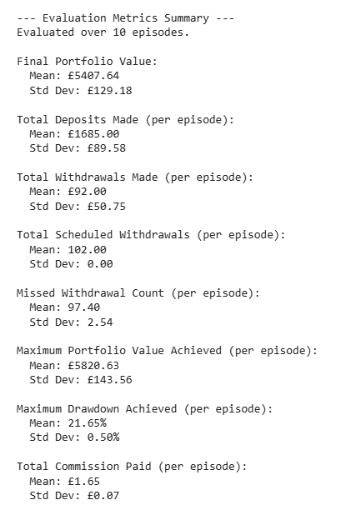 --- Evaluation Metrics Summary ---
Evaluated over 10 episodes.
Final Portfolio Value:
Mean: £5407.64
Std Dev: £129.18
Total Deposits Made (per episode):
Mean: £1685.00
Std Dev: £89.58
Total Withdrawals Made (per episode):
Mean: £92.00
Std Dev: £50.75
Total Scheduled Withdrawals (per episode):
Mean: 102.00
Std Dev: 0.00
Missed Withdrawal Count (per episode):
Mean: 97.40
Std Dev: 2.54
Maximum Portfolio Value Achieved (per episode):
Mean: £5820.63
Std Dev: £143.56
Maximum Drawdown Achieved (per episode):
Mean: 21.65%
Std Dev: 0.50%
Total Commission Paid (per episode):
Mean: £1.65
Std Dev: £0.07